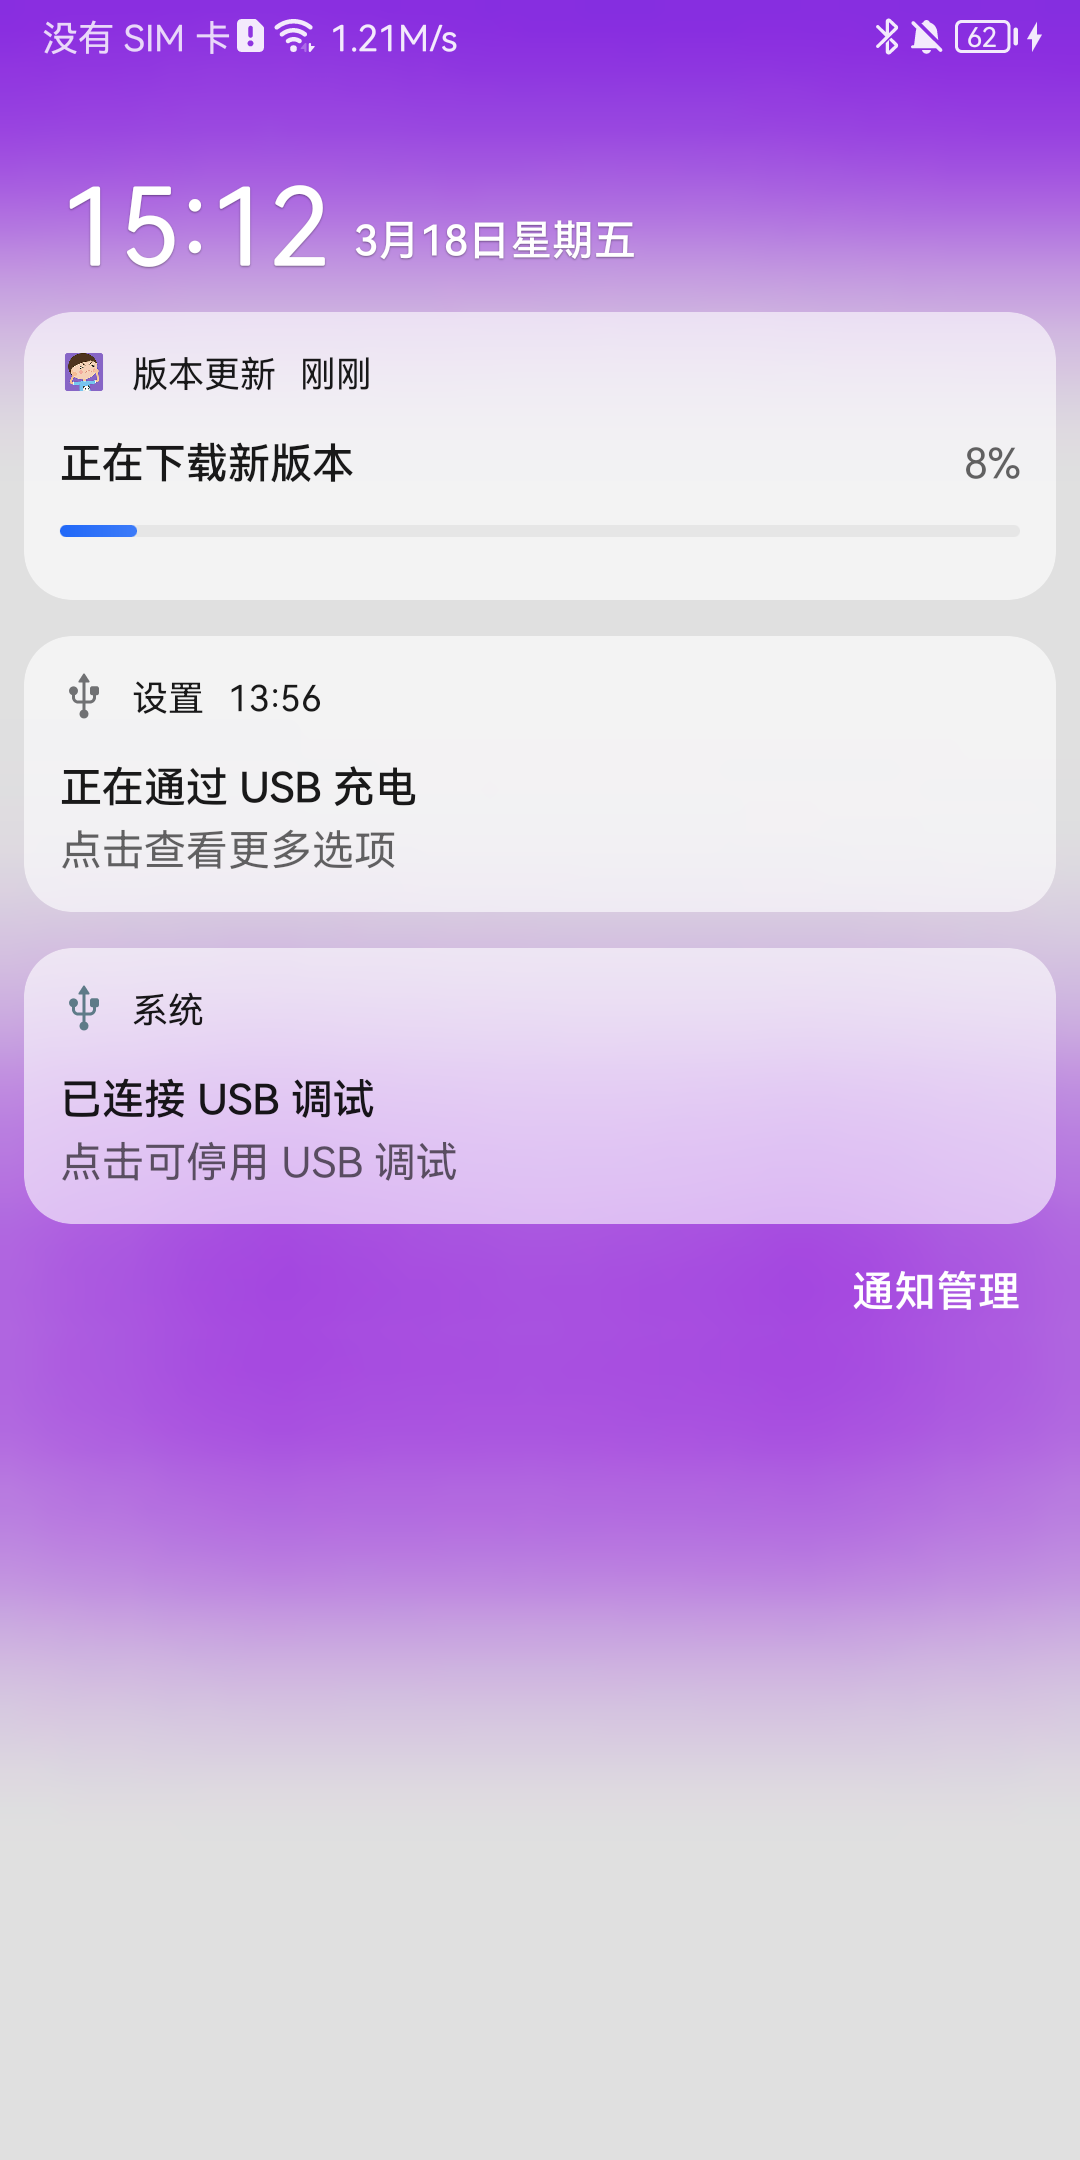 没有 SIM 卡 1.21M/s 62
15:12 3月18日星期五
版本更新 刚刚
正在下载新版本 8%
设置 13:56
正在通过 USB 充电
点击查看更多选项
系统
已连接 USB 调试
点击可停用 USB 调试
通知管理